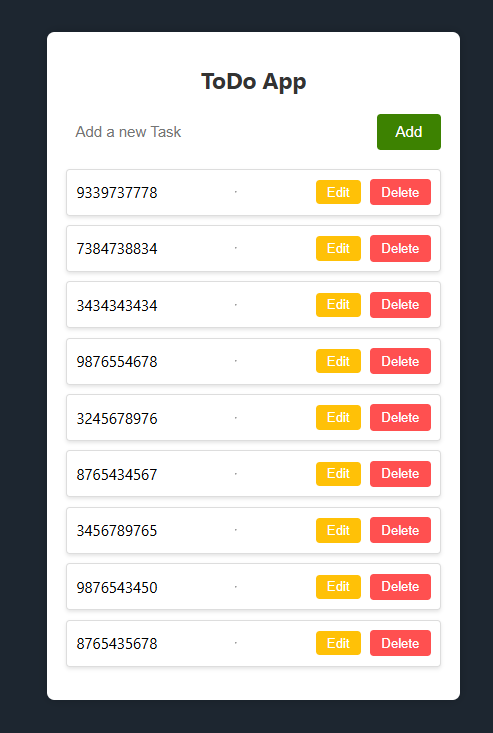 ToDo App
Add a new Task Add
9339737778 · Edit Delete
7384738834 · Edit Delete
3434343434 · Edit Delete
9876554678 · Edit Delete
3245678976 · Edit Delete
8765434567 · Edit Delete
3456789765 · Edit Delete
9876543450 · Edit Delete
8765435678 · Edit Delete